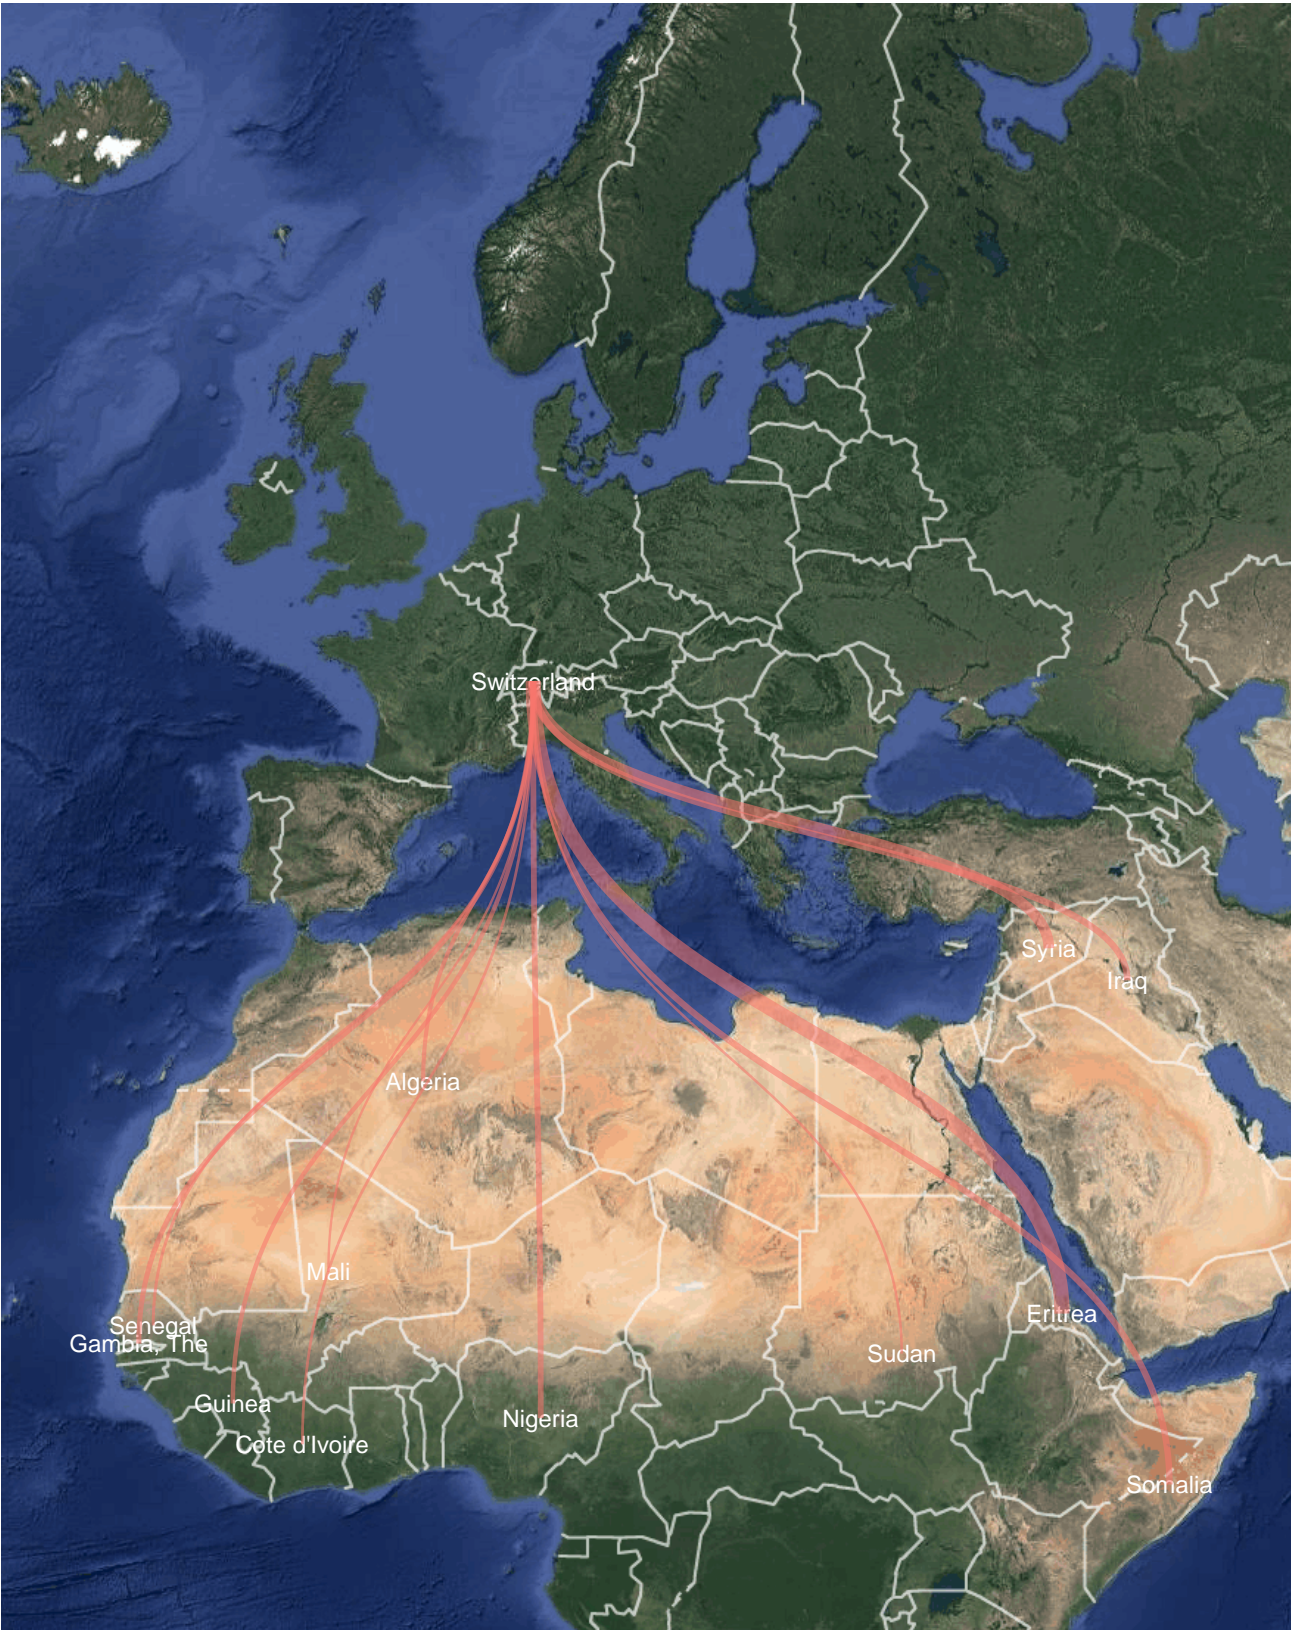 Switzerland
Syria
Iraq
Algeria
Mali
Senegal
Gambia, The
Eritrea
Sudan
Guinea
Nigeria
Cote d'Ivoire
Somalia